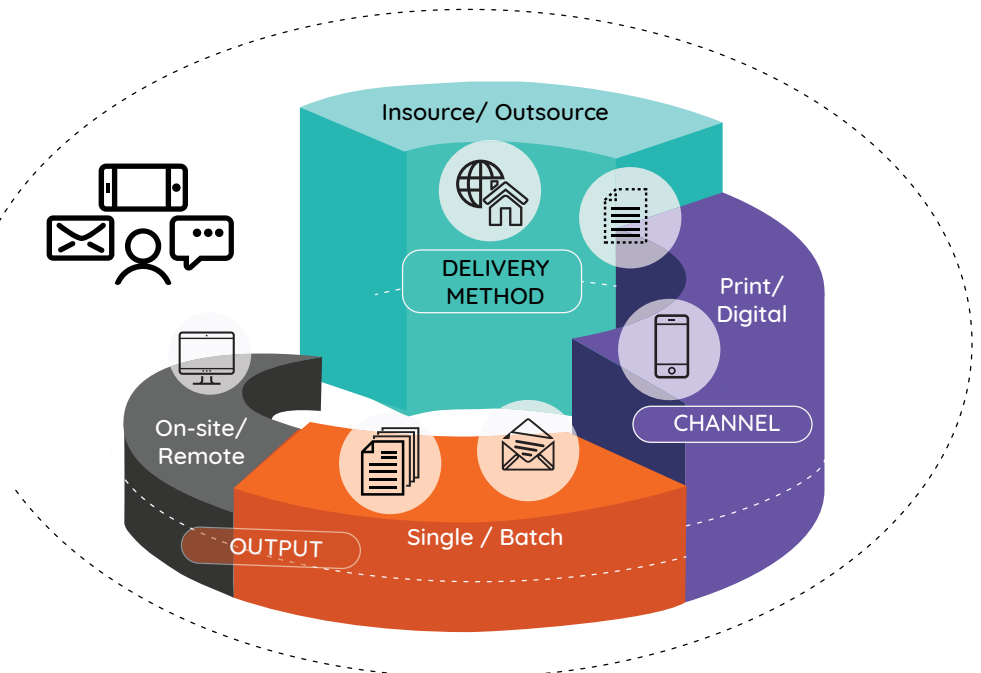 Insource/ Outsource
DELIVERY
METHOD
Print/
Digital
CHANNEL
On-site/
Remote
Single / Batch
OUTPUT